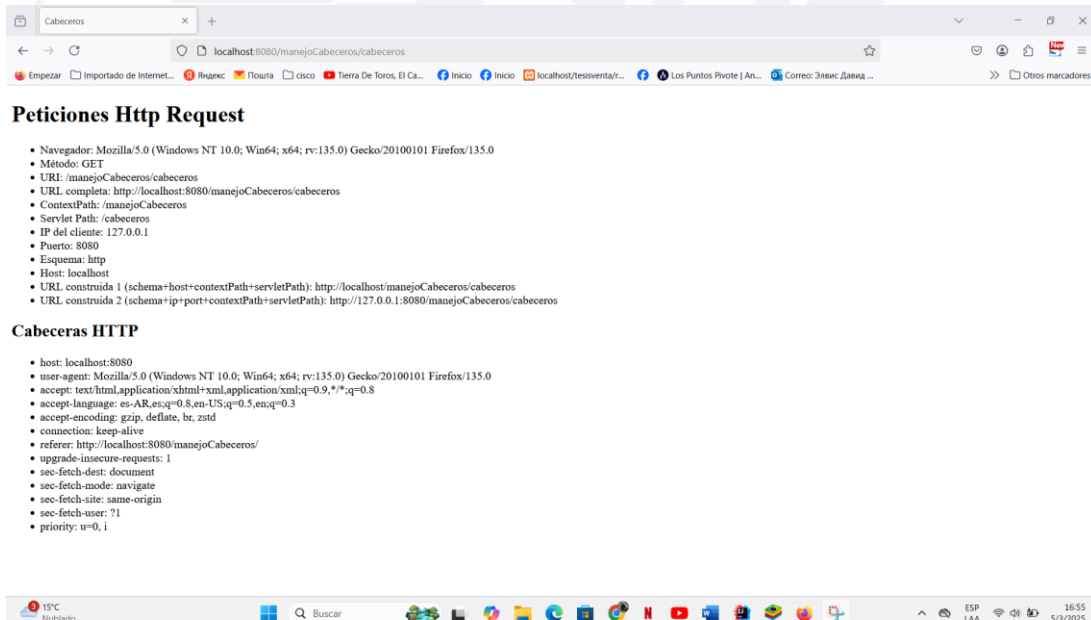 Cabeceros
localhost:8080/manejoCabeceros/cabeceros
New
Empezar Importado de Internet... Яндекс Почта cisco Tierra De Toros, El Ca... Inicio Inicio localhost/tesisventa/r... Los Puntos Pivote | An... Correo: Элвис Давид ... Otros marcadores
Peticiones Http Request
• Navegador: Mozilla/5.0 (Windows NT 10.0; Win64; x64; rv:135.0) Gecko/20100101 Firefox/135.0
• Método: GET
• URI: /manejoCabeceros/cabeceros
• URL completa: http://localhost:8080/manejoCabeceros/cabeceros
• ContextPath: /manejoCabeceros
• Servlet Path: /cabeceros
• IP del cliente: 127.0.0.1
• Puerto: 8080
• Esquema: http
• Host: localhost
• URL construida 1 (schema+host+contextPath+servletPath): http://localhost/manejoCabeceros/cabeceros
• URL construida 2 (schema+ip+port+contextPath+servletPath): http://127.0.0.1:8080/manejoCabeceros/cabeceros
Cabeceras HTTP
• host: localhost:8080
• user-agent: Mozilla/5.0 (Windows NT 10.0; Win64; x64; rv:135.0) Gecko/20100101 Firefox/135.0
• accept: text/html,application/xhtml+xml,application/xml;q=0.9,*/*;q=0.8
• accept-language: es-AR,es;q=0.8,en-US;q=0.5,en;q=0.3
• accept-encoding: gzip, deflate, br, zstd
• connection: keep-alive
• referer: http://localhost:8080/manejoCabeceros/
• upgrade-insecure-requests: 1
• sec-fetch-dest: document
• sec-fetch-mode: navigate
• sec-fetch-site: same-origin
• sec-fetch-user: ?1
• priority: u=0, i
3 15°C
Nublado
Buscar
ESP
LAA
16:55
5/3/2025